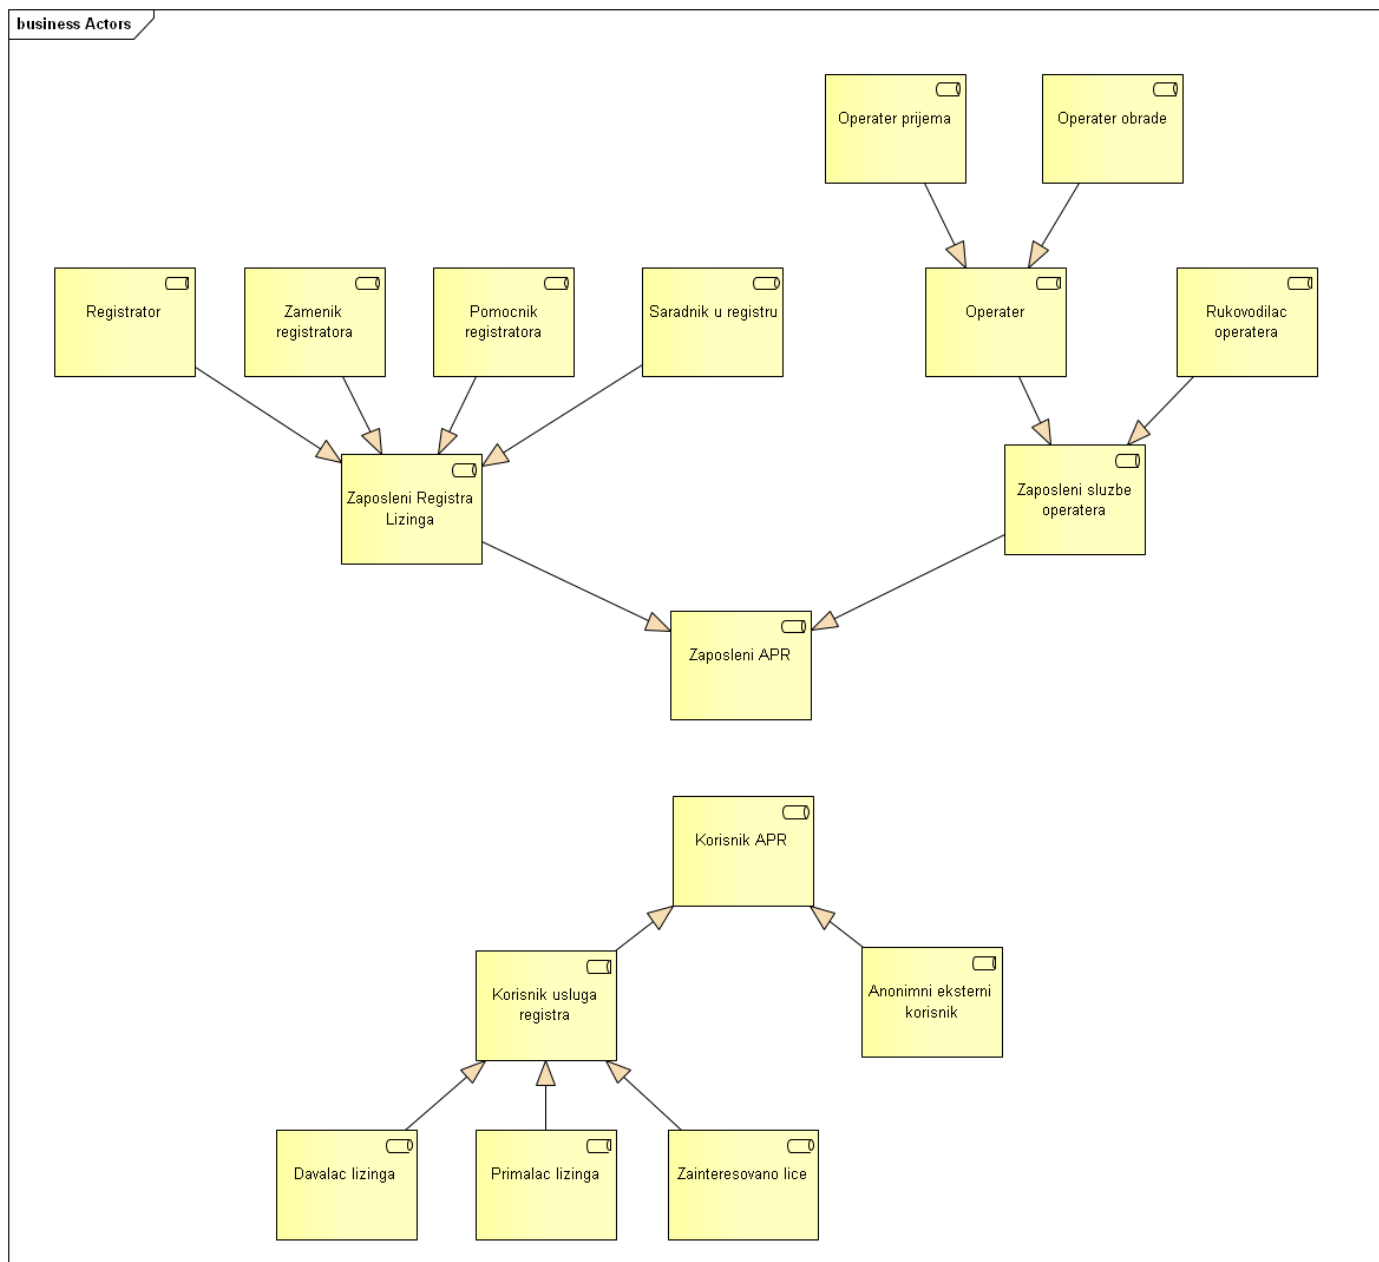 business Actors
Operater prijema
Operater obrade
Registrator
Zamenik
registratora
Pomocnik
registratora
Saradnik u registru
Operater
Rukovodilac
operatera
Zaposleni Registra
Lizinga
Zaposleni sluzbe
operatera
Zaposleni APR
Korisnik APR
Korisnik usluga
registra
Anonimni eksterni
korisnik
Davalac lizinga
Primalac lizinga
Zainteresovano lice